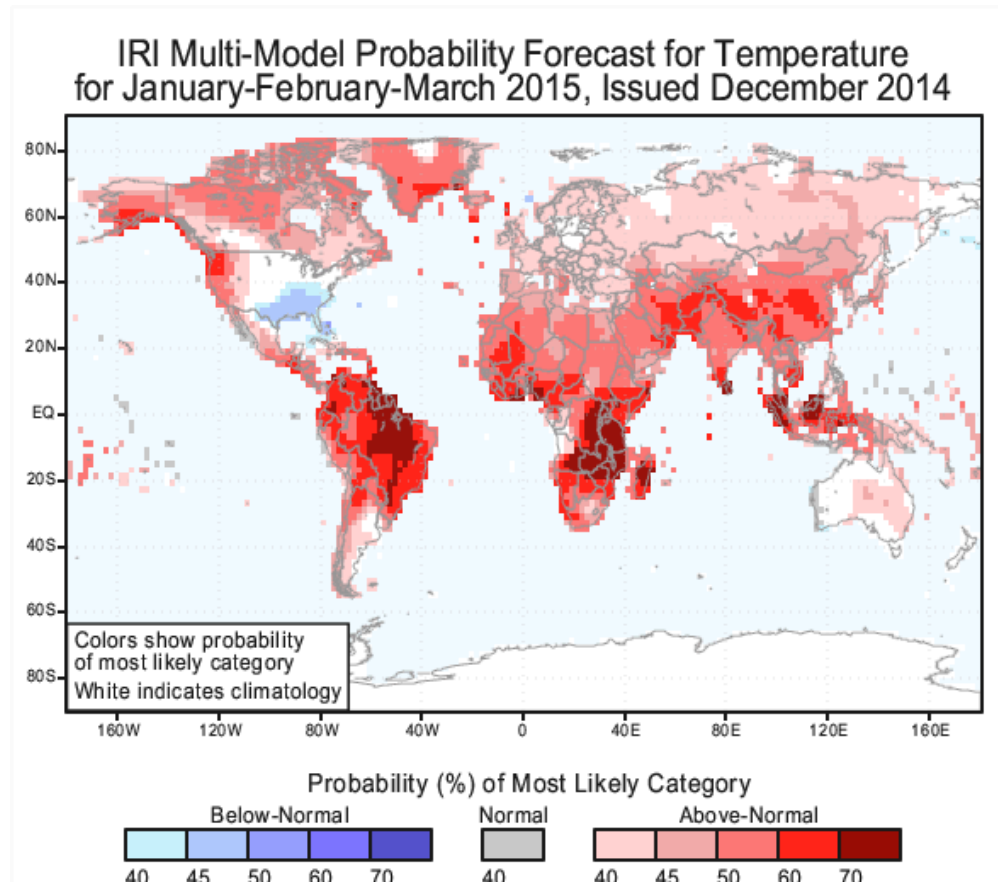 IRI Multi-Model Probability Forecast for Temperature
for January-February-March 2015, Issued December 2014
80N
60N
40N
20N
EQ
20S
40S
60S
80S
Colors show probability
of most likely category
White indicates climatology
160W 120W 80W 40W 0 40E 80E 120E 160E
Probability (%) of Most Likely Category
Below-Normal Normal Above-Normal
40 45 50 60 70 40 40 45 50 60 70